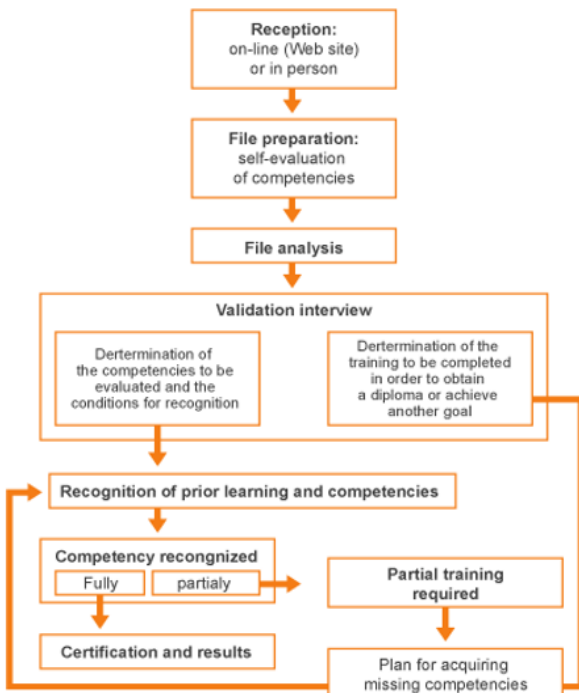 Reception:
on-line (Web site)
or in person
File preparation:
self-evaluation
of competencies
File analysis
Validation interview
Dertermination of
the competencies to be
evaluated and the
conditions for recognition
Dertermination of the
training to be completed
in order to obtain
a diploma or achieve
another goal
Recognition of prior learning and competencies
Competency recongnized
Fully
partialy
Partial training
required
Certification and results
Plan for acquiring
missing competencies